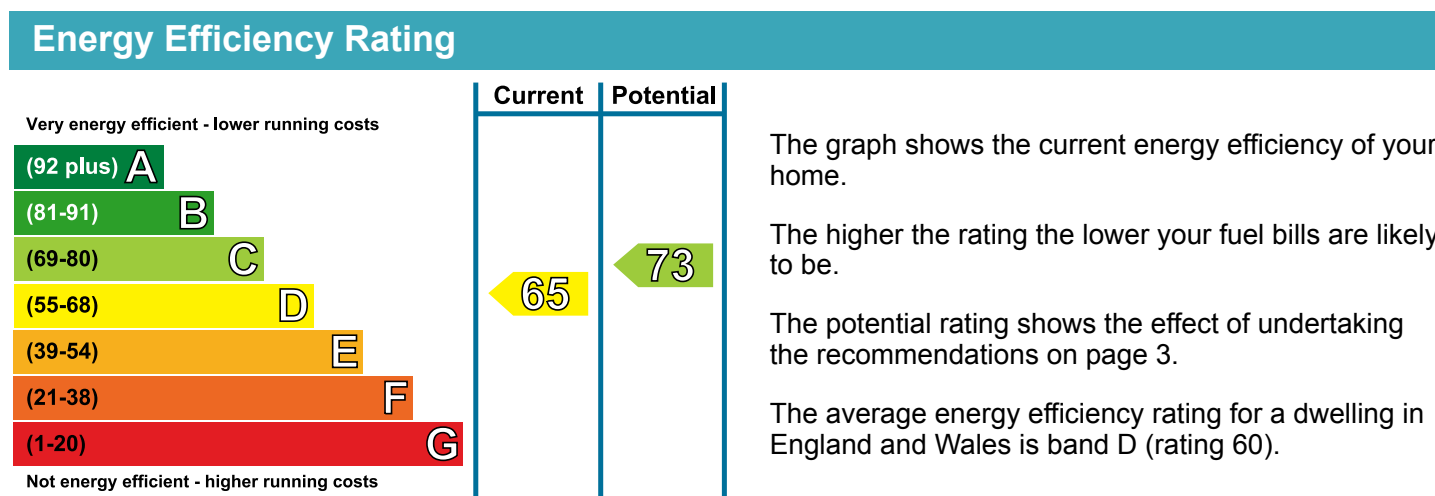 Energy Efficiency Rating
Current Potential
Very energy efficient - lower running costs
(92 plus) A
(81-91) B
(69-80) C
(55-68) D
(39-54) E
(21-38) F
(1-20) G
Not energy efficient - higher running costs
65
73
The graph shows the current energy efficiency of your
home.
The higher the rating the lower your fuel bills are likely
to be.
The potential rating shows the effect of undertaking
the recommendations on page 3.
The average energy efficiency rating for a dwelling in
England and Wales is band D (rating 60).